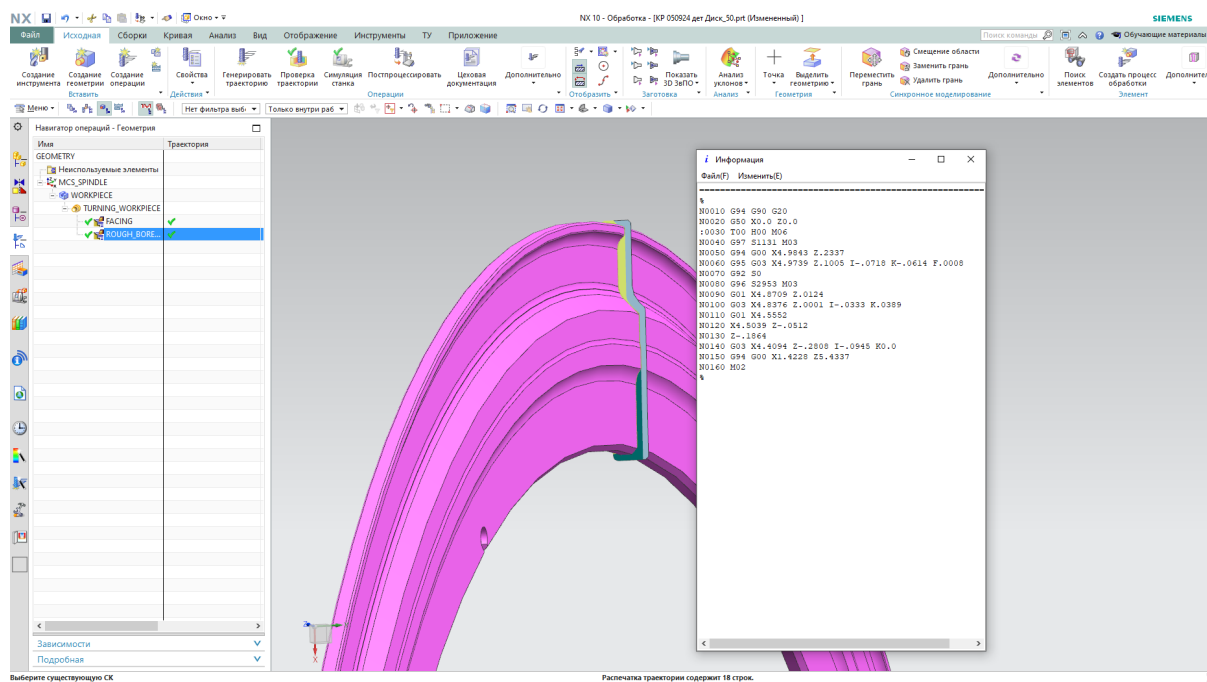 NX
Окно
NX 10 - Обработка - [КР 050924 дет Диск_50.prt (Измененный) ]
SIEMENS
Файл Исходная Сборки Кривая Анализ Вид Отображение Инструменты ТУ Приложение
Поиск команды
Обучающие материалы
Создание инструмента
Создание геометрии
Создание операции
Свойства
Генерировать траекторию
Проверка траектории
Симуляция станка
Постпроцессировать
Цеховая документация
Дополнительно
Показать 3D ЗвПО
Анализ уклонов
Точка
Выделить геометрию
Переместить грань
Смещение области
Заменить грань
Удалить грань
Дополнительно
Поиск элементов
Создать процесс обработки
Вставить Действия Операции Отобразить Заготовка Анализ Геометрия Синхронное моделирование Элемент
Меню
Нет фильтра выб
Только внутри раб
Навигатор операций - Геометрия
Имя Траектория
GEOMETRY
Неиспользуемые элементы
MCS_SPINDLE
WORKPIECE
TURNING_WORKPIECE
FACING
ROUGH_BORE...
Зависимости
Подробная
Информация
Файл(F) Изменить(E)
%
N0010 G94 G90 G20
N0020 G50 X0.0 Z0.0
:0030 T00 H00 M06
N0040 G97 S1131 M03
N0050 G94 G00 X4.9843 Z.2337
N0060 G95 G03 X4.9739 Z.1005 I-.0718 K-.0614 F.0008
N0070 G92 S0
N0080 G96 S2953 M03
N0090 G01 X4.8709 Z.0124
N0100 G03 X4.8376 Z.0001 I-.0333 K.0389
N0110 G01 X4.5552
N0120 X4.5039 Z-.0512
N0130 Z-.1864
N0140 G03 X4.4094 Z-.2808 I-.0945 K0.0
N0150 G94 G00 X1.4228 Z5.4337
N0160 M02
%
Z
X
Выберите существующую СК
Распечатка траектории содержит 18 строк.